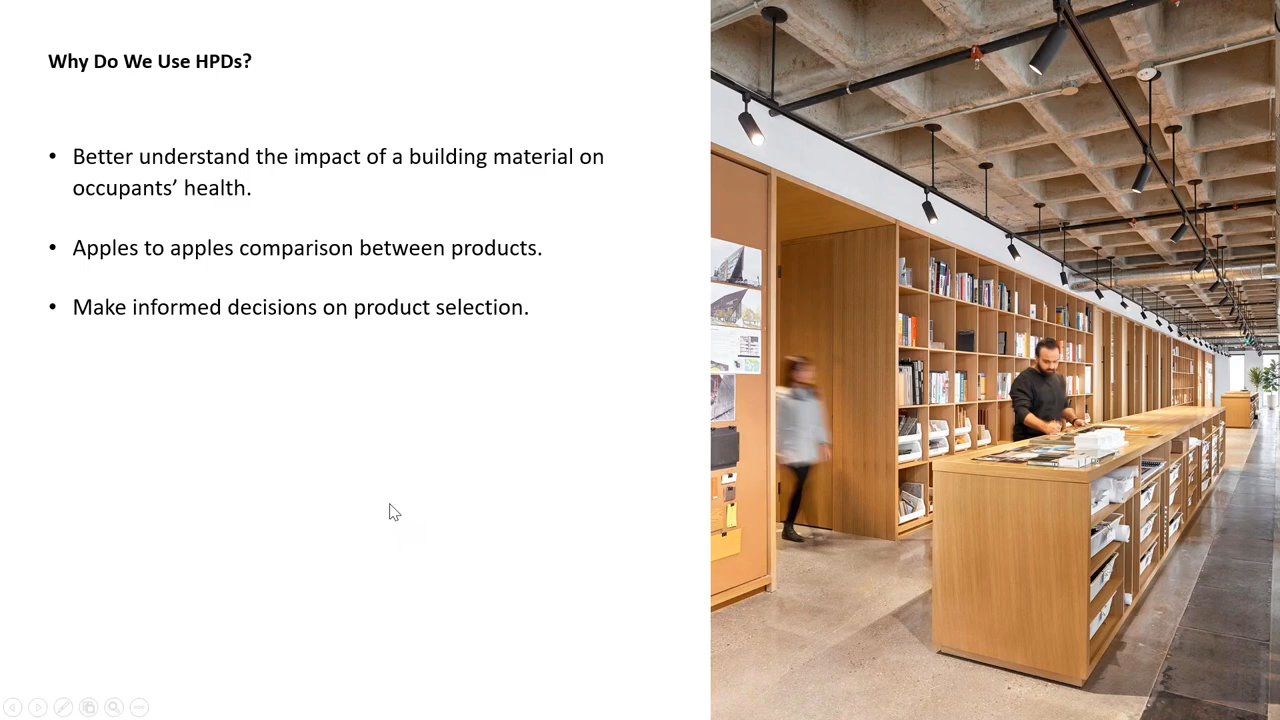 Why Do We Use HPDs?
• Better understand the impact of a building material on
occupants’ health.
• Apples to apples comparison between products.
• Make informed decisions on product selection.